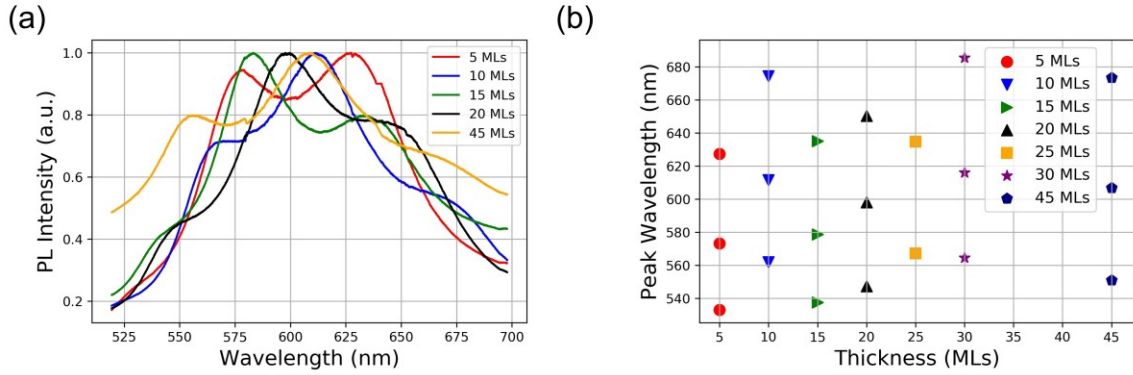 (a)
PL Intensity (a.u.)
1.0
0.8
0.6
0.4
0.2
5 MLs
10 MLs
15 MLs
20 MLs
45 MLs
525 550 575 600 625 650 675 700
Wavelength (nm)
(b)
Peak Wavelength (nm)
680
660
640
620
600
580
560
540
5 MLs
10 MLs
15 MLs
20 MLs
25 MLs
30 MLs
45 MLs
5 10 15 20 25 30 35 40 45
Thickness (MLs)